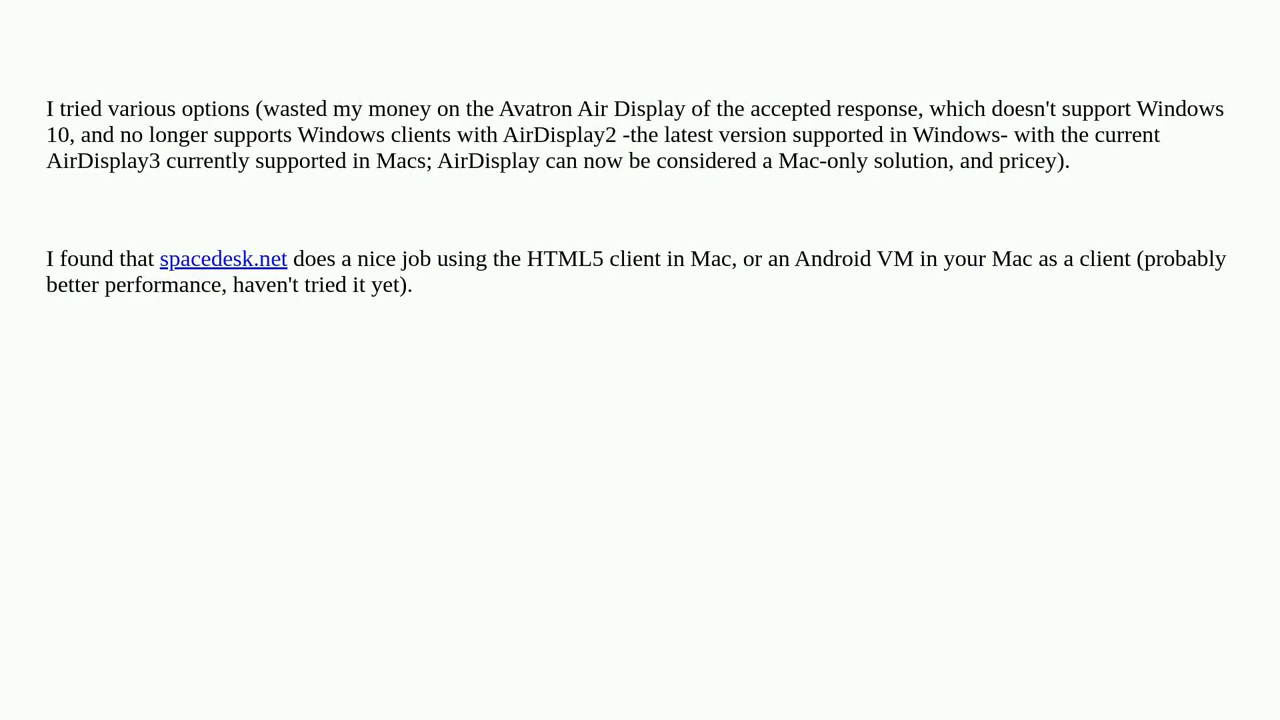 I tried various options (wasted my money on the Avatron Air Display of the accepted response, which doesn't support Windows
10, and no longer supports Windows clients with AirDisplay2 -the latest version supported in Windows- with the current
AirDisplay3 currently supported in Macs; AirDisplay can now be considered a Mac-only solution, and pricey).
I found that spacedesk.net does a nice job using the HTML5 client in Mac, or an Android VM in your Mac as a client (probably
better performance, haven't tried it yet).